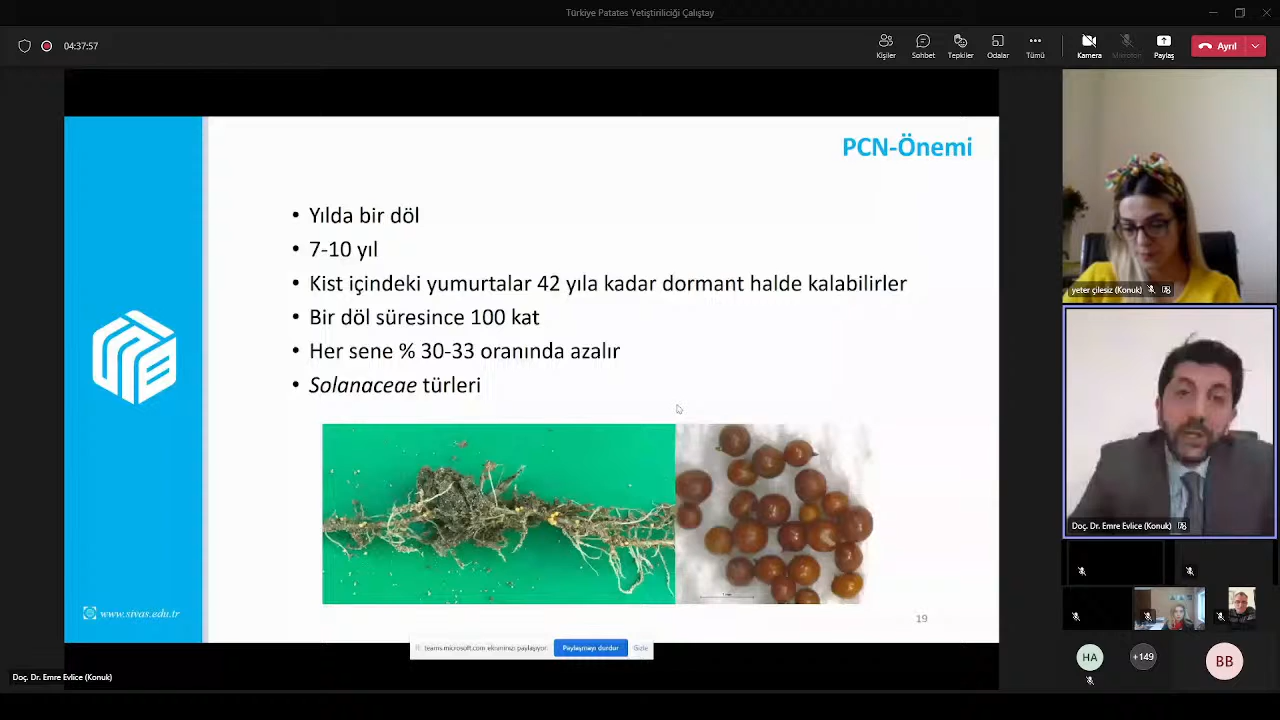 Türkiye Patates Yetiştiriciliği Çalıştay
04:37:57
Kişiler
Sohbet
Tepkiler
Odalar
Tümü
Kamera
Mikrofon
Paylaş
Ayrıl
PCN-Önemi
• Yılda bir döl
• 7-10 yıl
• Kist içindeki yumurtalar 42 yıla kadar dormant halde kalabilirler
• Bir döl süresince 100 kat
• Her sene % 30-33 oranında azalır
• Solanaceae türleri
www.sivas.edu.tr
19
teams.microsoft.com ekranınızı paylaşıyor.
Paylaşmayı durdur
Gizle
Doç. Dr. Emre Evlice (Konuk)
yeter çilesiz (Konuk)
Doç. Dr. Emre Evlice (Konuk)
HA
+149
BB